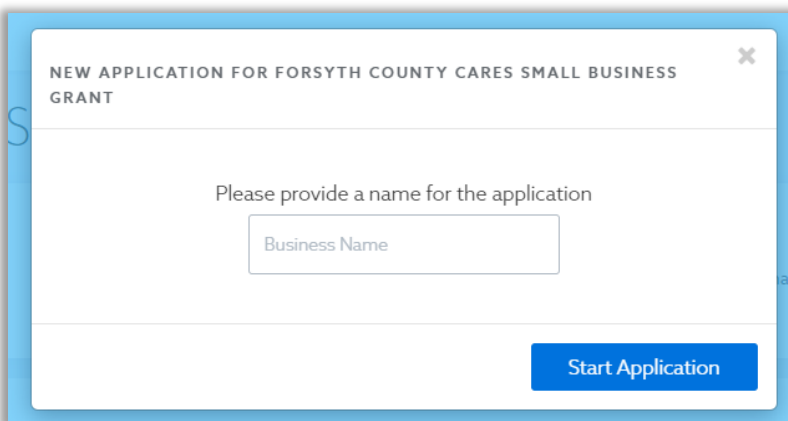 NEW APPLICATION FOR FORSYTH COUNTY CARES SMALL BUSINESS
GRANT
Please provide a name for the application
Business Name
Start Application